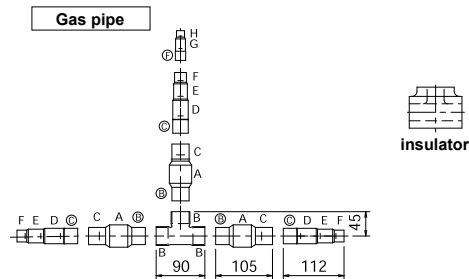 Gas pipe
H
G
Ⓕ
F
E
D
Ⓒ
C
A
Ⓑ
insulator
F E D Ⓒ C A Ⓑ B Ⓑ A C Ⓒ D E F
B B
45
90 105 112